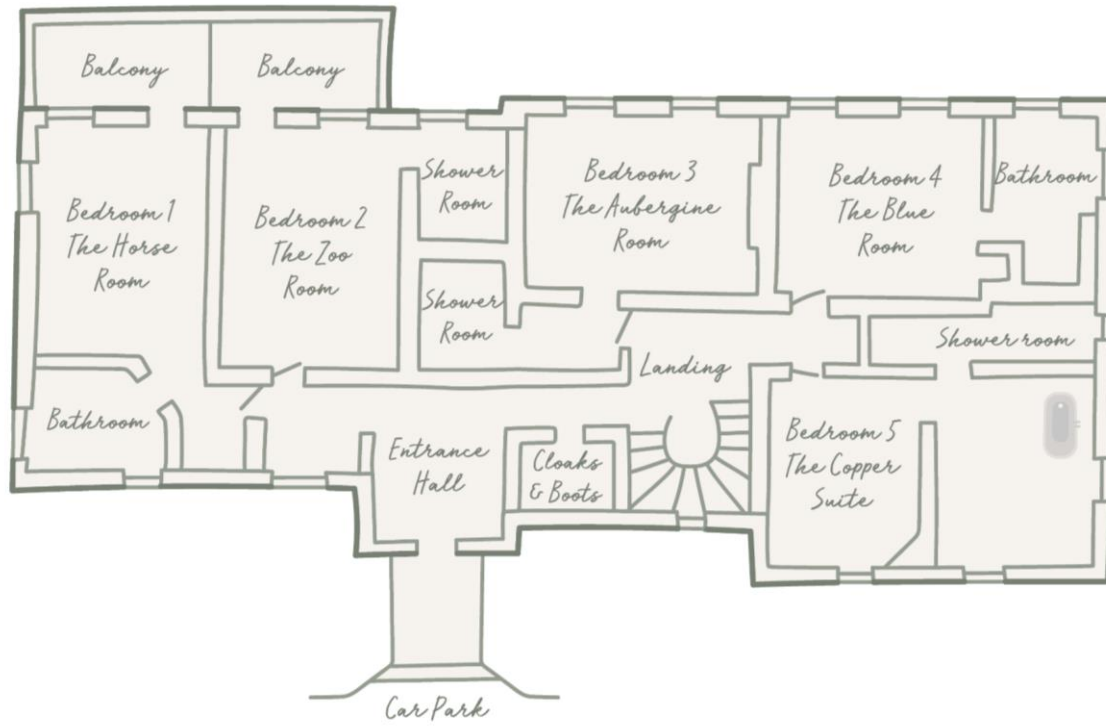 Balcony
Balcony
Bedroom 1
The Horse
Room
Bedroom 2
The Zoo
Room
Shower
Room
Shower
Room
Bedroom 3
The Aubergine
Room
Bedroom 4
The Blue
Room
Bathroom
Shower room
Landing
Bathroom
Entrance
Hall
Cloaks
& Boots
Bedroom 5
The Copper
Suite
Car Park